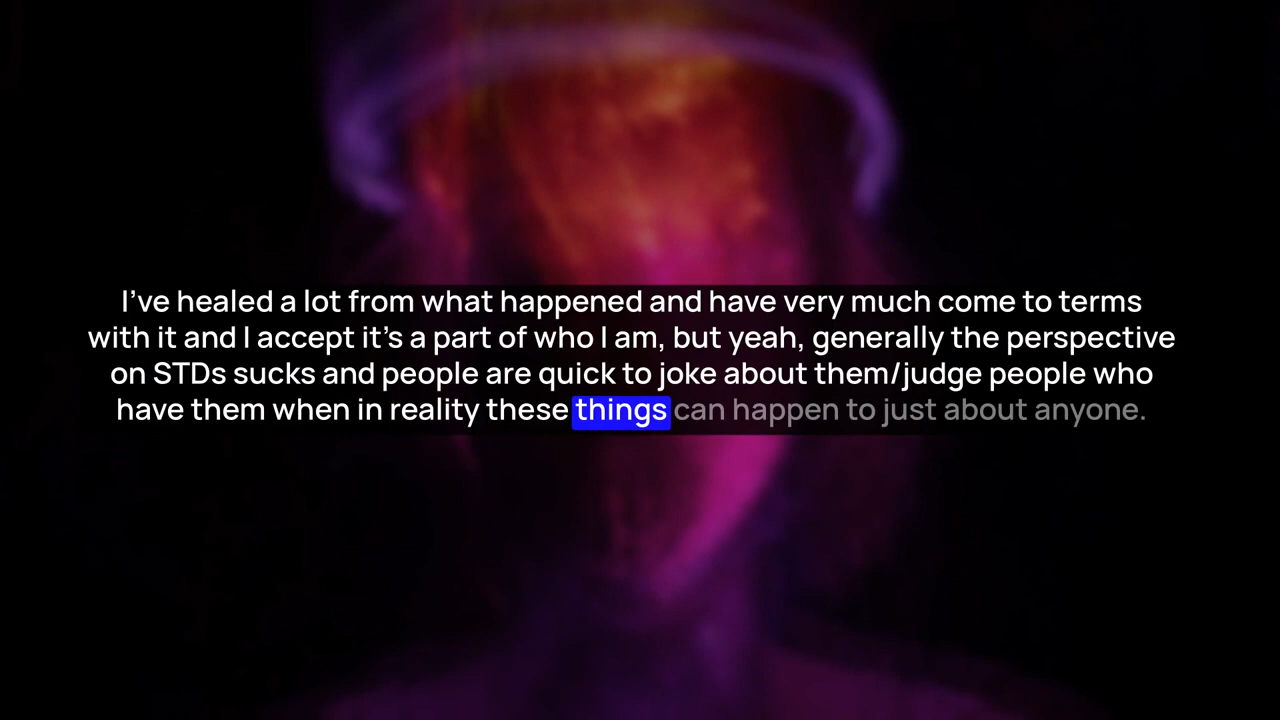 I've healed a lot from what happened and have very much come to terms
with it and I accept it's a part of who I am, but yeah, generally the perspective
on STDs sucks and people are quick to joke about them/judge people who
have them when in reality these things can happen to just about anyone.